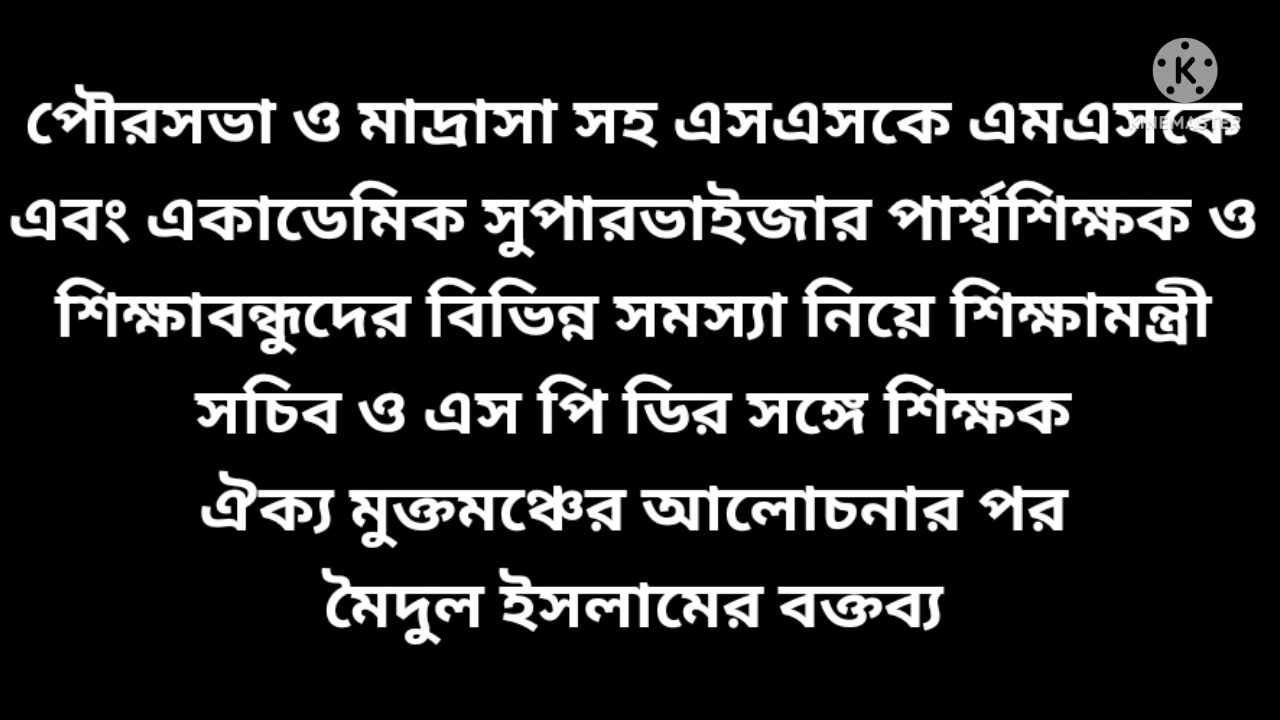 পৌরসভা ও মাদ্রাসা সহ এসএসকে এমএসকে
KINEMASTER
এবং একাডেমিক সুপারভাইজার পার্শ্বশিক্ষক ও
শিক্ষাবন্ধুদের বিভিন্ন সমস্যা নিয়ে শিক্ষামন্ত্রী
সচিব ও এস পি ডির সঙ্গে শিক্ষক
ঐক্য মুক্তমঞ্চের আলোচনার পর
মৈদুল ইসলামের বক্তব্য